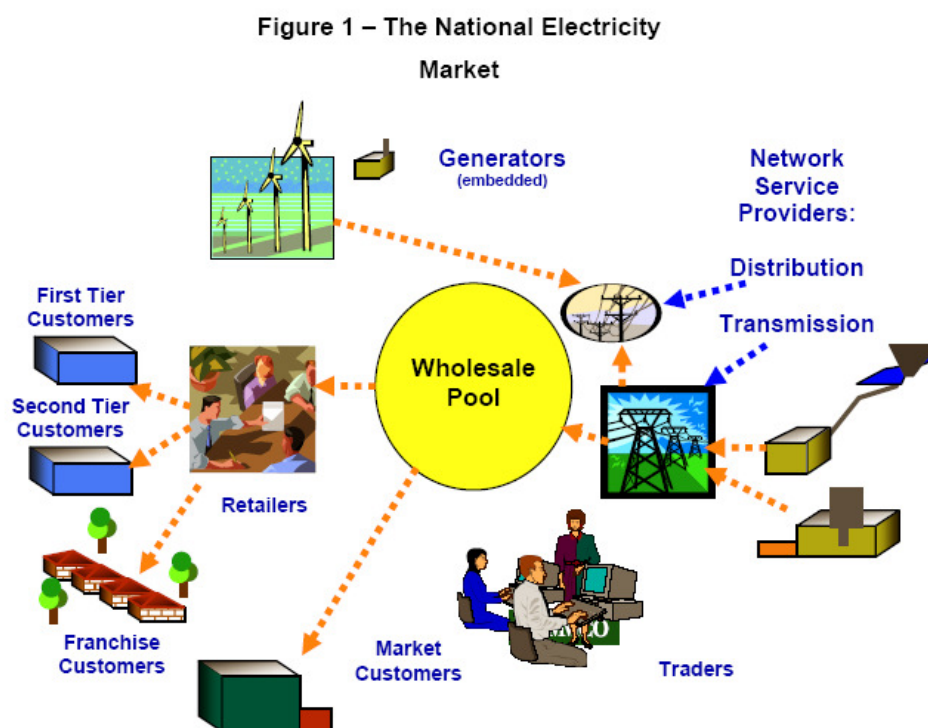 Figure 1 – The National Electricity
Market
Generators
(embedded)
Network
Service
Providers:
Distribution
Transmission
First Tier
Customers
Second Tier
Customers
Wholesale
Pool
Retailers
Franchise
Customers
Market
Customers
Traders